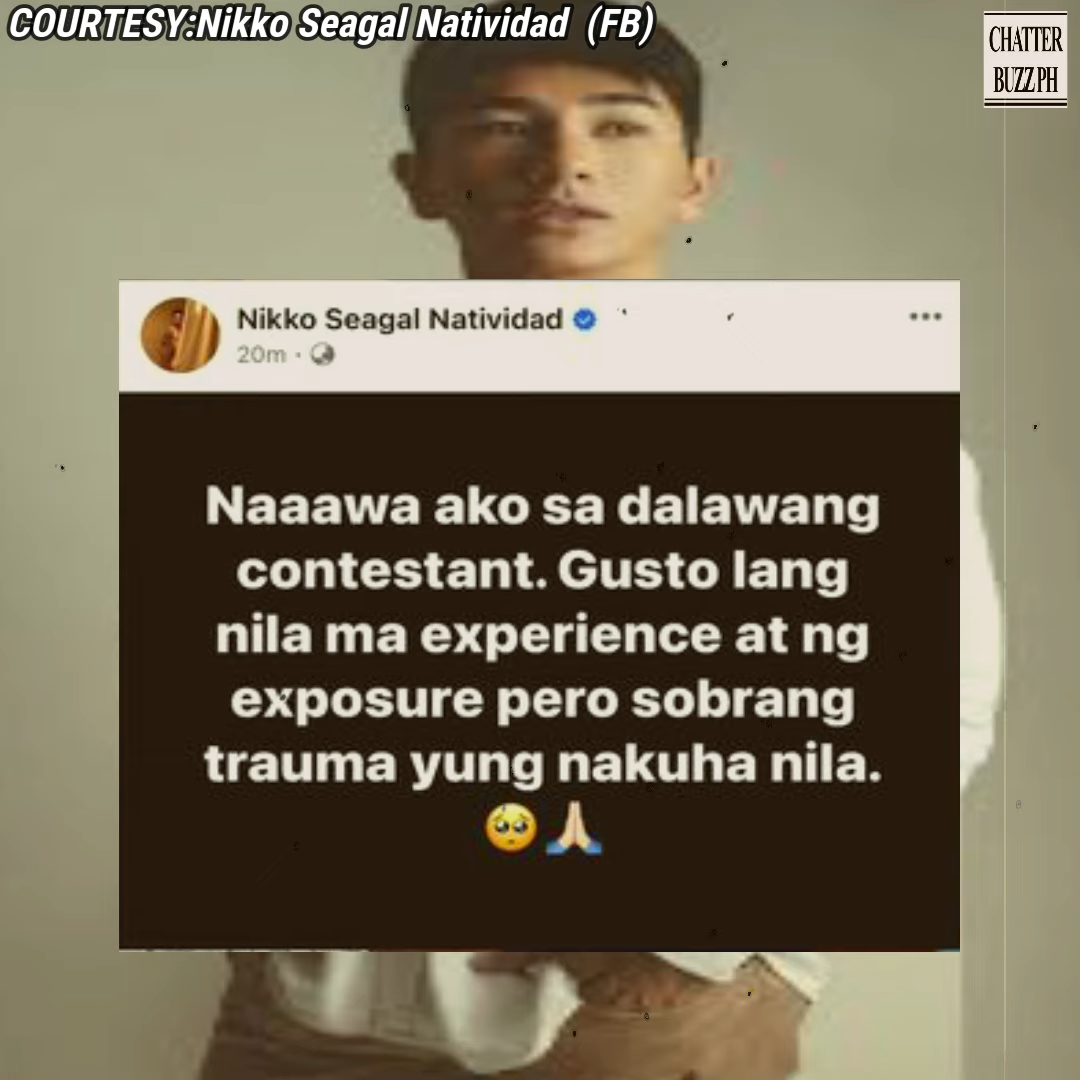 COURTESY:Nikko Seagal Natividad (FB)
CHATTER
BUZZ PH
Nikko Seagal Natividad
20m
Naaawa ako sa dalawang
contestant. Gusto lang
nila ma experience at ng
exposure pero sobrang
trauma yung nakuha nila.
🥺🙏🏻